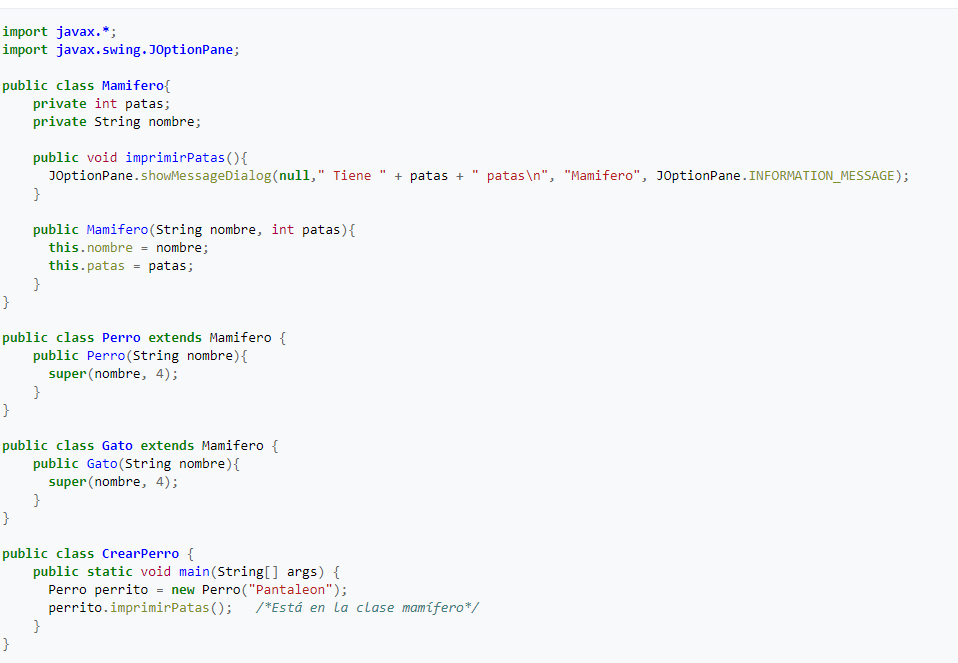 import javax.*;
import javax.swing.JOptionPane;
public class Mamifero{
private int patas;
private String nombre;
public void imprimirPatas(){
JOptionPane.showMessageDialog(null," Tiene " + patas + " patas\n", "Mamifero", JOptionPane.INFORMATION_MESSAGE);
}
public Mamifero(String nombre, int patas){
this.nombre = nombre;
this.patas = patas;
}
}
public class Perro extends Mamifero {
public Perro(String nombre){
super(nombre, 4);
}
}
public class Gato extends Mamifero {
public Gato(String nombre){
super(nombre, 4);
}
}
public class CrearPerro {
public static void main(String[] args) {
Perro perrito = new Perro("Pantaleon");
perrito.imprimirPatas();   /*Está en la clase mamífero*/
}
}